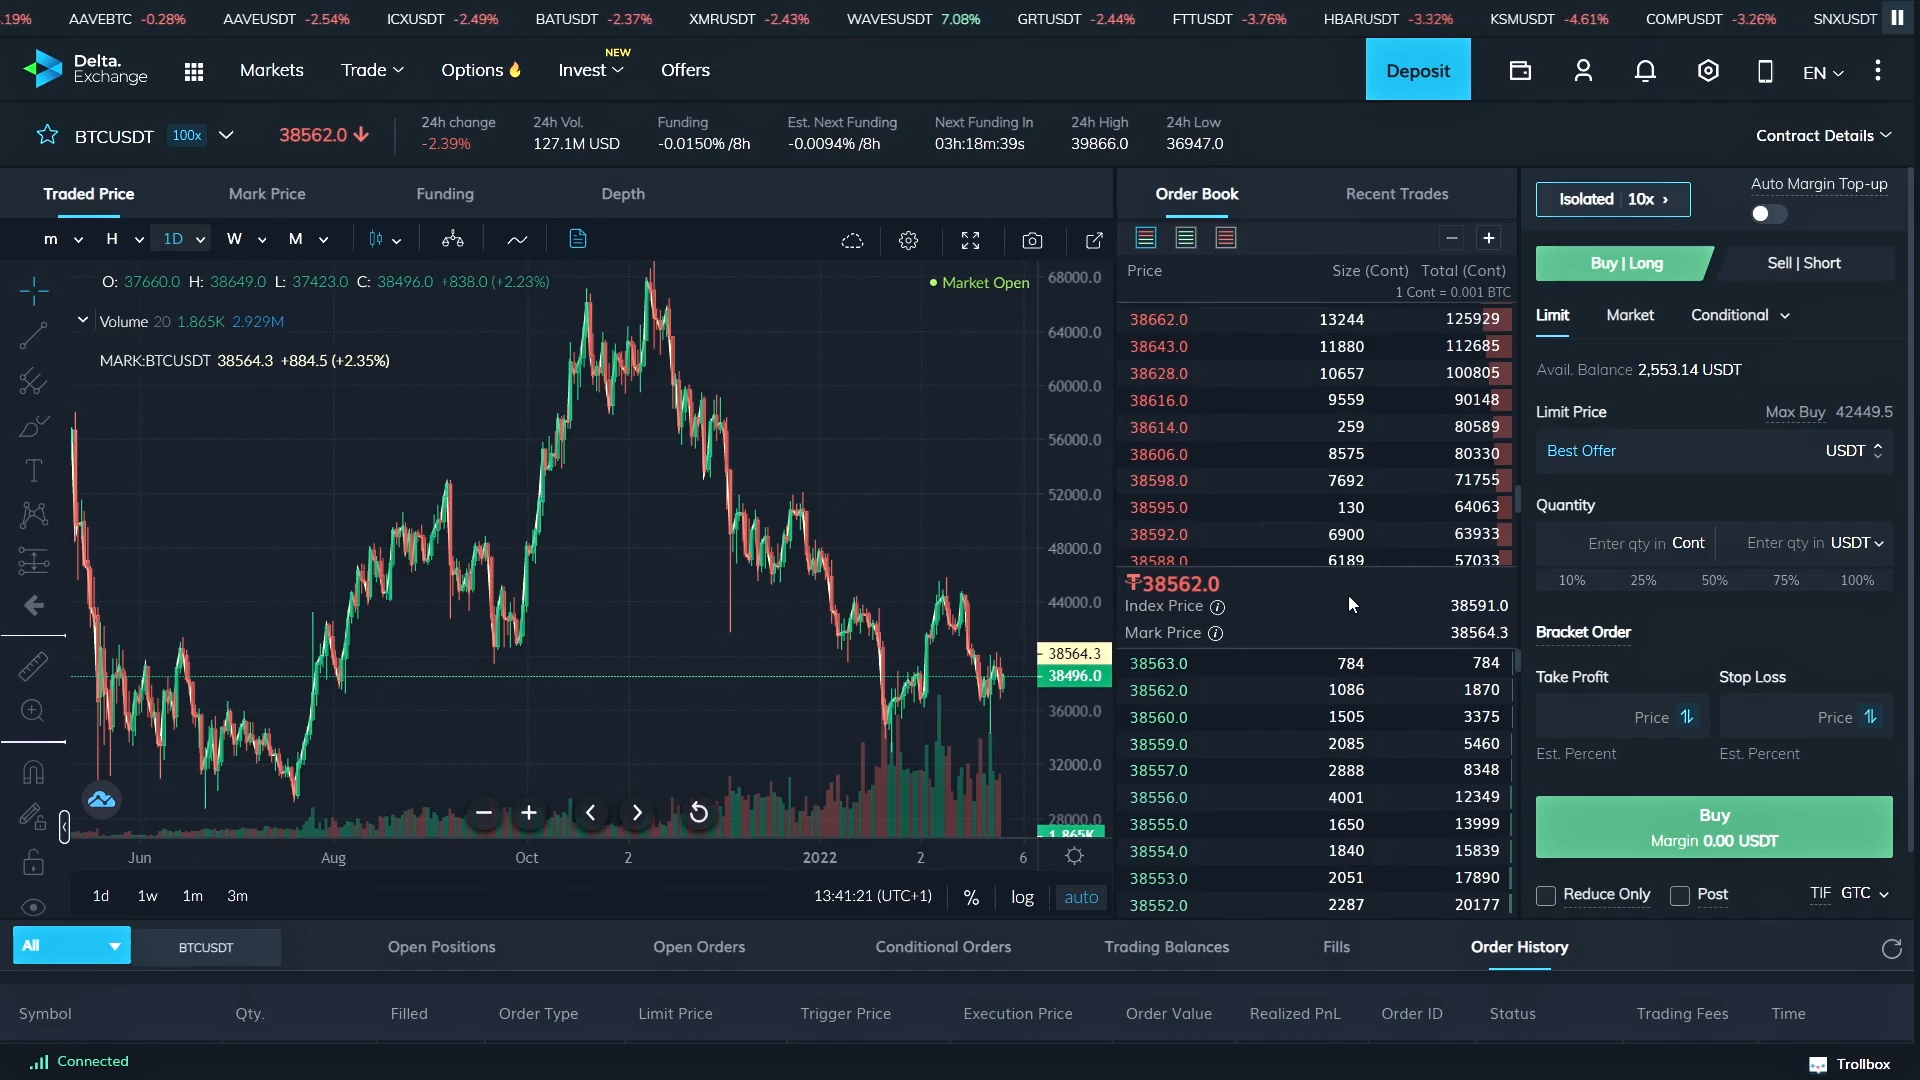 .19% AAVEBTC -0.28% AAVEUSDT -2.54% ICXUSDT -2.49% BATUSDT -2.37% XMRUSDT -2.43% WAVESUSDT 7.08% GRTUSDT -2.44% FTTUSDT -3.76% HBARUSDT -3.32% KSMUSDT -4.61% COMPUSDT -3.26% SNXUSDT
Delta. Exchange Markets Trade Options Invest NEW Offers Deposit EN
BTCUSDT 100x 38562.0
24h change 24h Vol. Funding Est. Next Funding Next Funding In 24h High 24h Low
-2.39% 127.1M USD -0.0150% /8h -0.0094% /8h 03h:18m:39s 39866.0 36947.0
Contract Details
Traded Price Mark Price Funding Depth
m H 1D W M
O: 37660.0 H: 38649.0 L: 37423.0 C: 38496.0 +838.0 (+2.23%)
Market Open
Volume 20 1.865K 2.929M
MARK:BTCUSDT 38564.3 +884.5 (+2.35%)
68000.0
64000.0
60000.0
56000.0
52000.0
48000.0
44000.0
38564.3
38496.0
36000.0
32000.0
28000.0
1.865K
Jun Aug Oct 2 2022 2 6
1d 1w 1m 3m 13:41:21 (UTC+1) % log auto
Order Book Recent Trades
Price Size (Cont) Total (Cont)
1 Cont = 0.001 BTC
38662.0 13244 125929
38643.0 11880 112685
38628.0 10657 100805
38616.0 9559 90148
38614.0 259 80589
38606.0 8575 80330
38598.0 7692 71755
38595.0 130 64063
38592.0 6900 63933
38588.0 6189 57033
38562.0
Index Price 38591.0
Mark Price 38564.3
38563.0 784 784
38562.0 1086 1870
38560.0 1505 3375
38559.0 2085 5460
38557.0 2888 8348
38556.0 4001 12349
38555.0 1650 13999
38554.0 1840 15839
38553.0 2051 17890
38552.0 2287 20177
Isolated 10x
Auto Margin Top-up
Buy | Long Sell | Short
Limit Market Conditional
Avail. Balance 2,553.14 USDT
Limit Price Max Buy 42449.5
Best Offer USDT
Quantity
Enter qty in Cont Enter qty in USDT
10% 25% 50% 75% 100%
Bracket Order
Take Profit Stop Loss
Price Price
Est. Percent Est. Percent
Buy
Margin 0.00 USDT
Reduce Only Post TIF GTC
All BTCUSDT Open Positions Open Orders Conditional Orders Trading Balances Fills Order History
Symbol Qty. Filled Order Type Limit Price Trigger Price Execution Price Order Value Realized PnL Order ID Status Trading Fees Time
Connected Trollbox